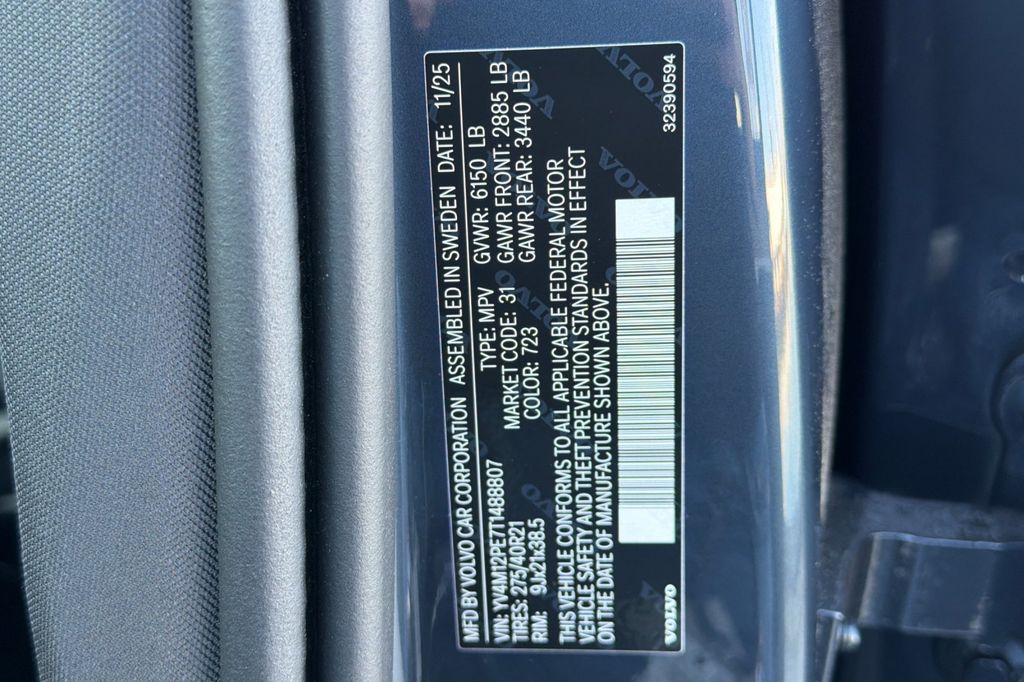 MFD BY VOLVO CAR CORPORATION ASSEMBLED IN SWEDEN DATE: 11/25
VIN: YV4M12PE7T1488807 TYPE: MPV GVWR: 6150 LB
TIRES: 275/40R21 MARKET CODE: 31 GAWR FRONT: 2885 LB
RIM: 9Jx21x38.5 COLOR: 723 GAWR REAR: 3440 LB
THIS VEHICLE CONFORMS TO ALL APPLICABLE FEDERAL MOTOR
VEHICLE SAFETY AND THEFT PREVENTION STANDARDS IN EFFECT
ON THE DATE OF MANUFACTURE SHOWN ABOVE.
VOLVO 32390594